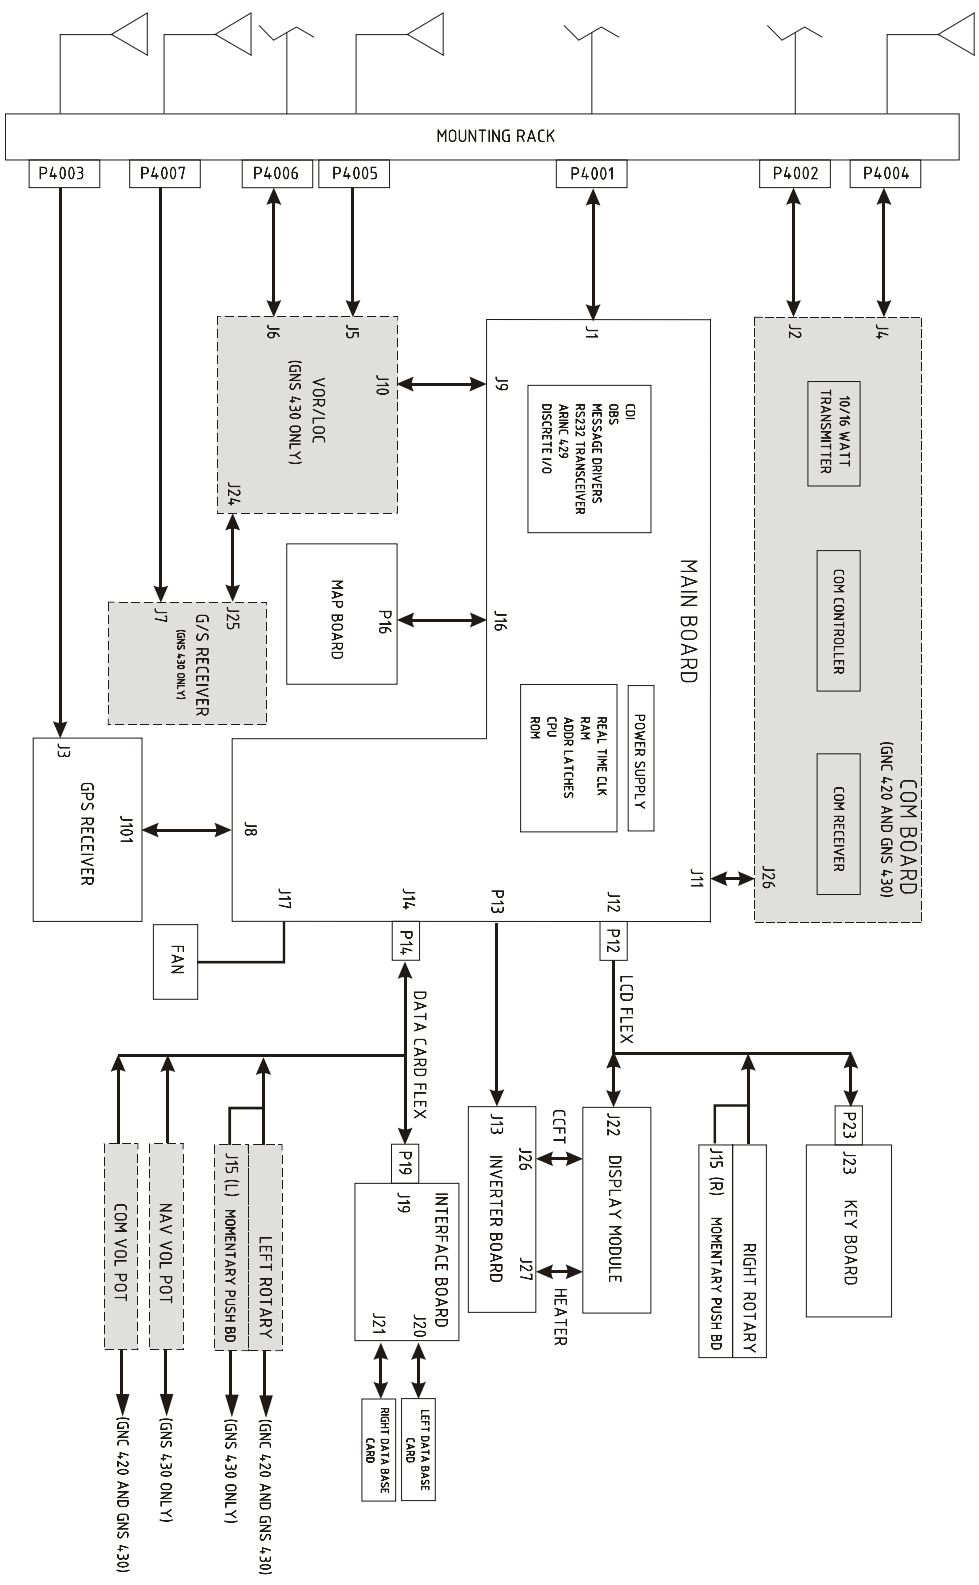 MOUNTING RACK
P4003
P4007
P4006
P4005
P4001
P4002
P4004
J6
J5
J1
J2
J4
J10
VOR/LOC
(GNS 430 ONLY)
J24
J9
CDI
OBS
MESSAGE DRIVERS
RS232 TRANSCEIVER
ARINC 429
DISCRETE I/O
10/16 WATT
TRANSMITTER
COM CONTROLLER
COM RECEIVER
COM BOARD
(GNC 420 AND GNS 430)
J26
MAIN BOARD
J16
P16
MAP BOARD
J25
J7
G/S RECEIVER
(GNS 430 ONLY)
POWER SUPPLY
REAL TIME CLK
RAM
ADDR LATCHES
CPU
ROM
J3
GPS RECEIVER
J101
J8
J11
J17
J14
P13
J12
FAN
P14
P12
DATA CARD FLEX
LCD FLEX
P19
J19
INTERFACE BOARD
J21
J20
J13
INVERTER BOARD
J26
J27
CCFT
HEATER
J22
DISPLAY MODULE
P23
J23
KEY BOARD
RIGHT ROTARY
J15 (R) MOMENTARY PUSH BD
LEFT ROTARY
J15 (L) MOMENTARY PUSH BD
NAV VOL POT
COM VOL POT
LEFT DATA BASE
CARD
RIGHT DATA BASE
CARD
(GNC 420 AND GNS 430)
(GNS 430 ONLY)
(GNS 430 ONLY)
(GNC 420 AND GNS 430)